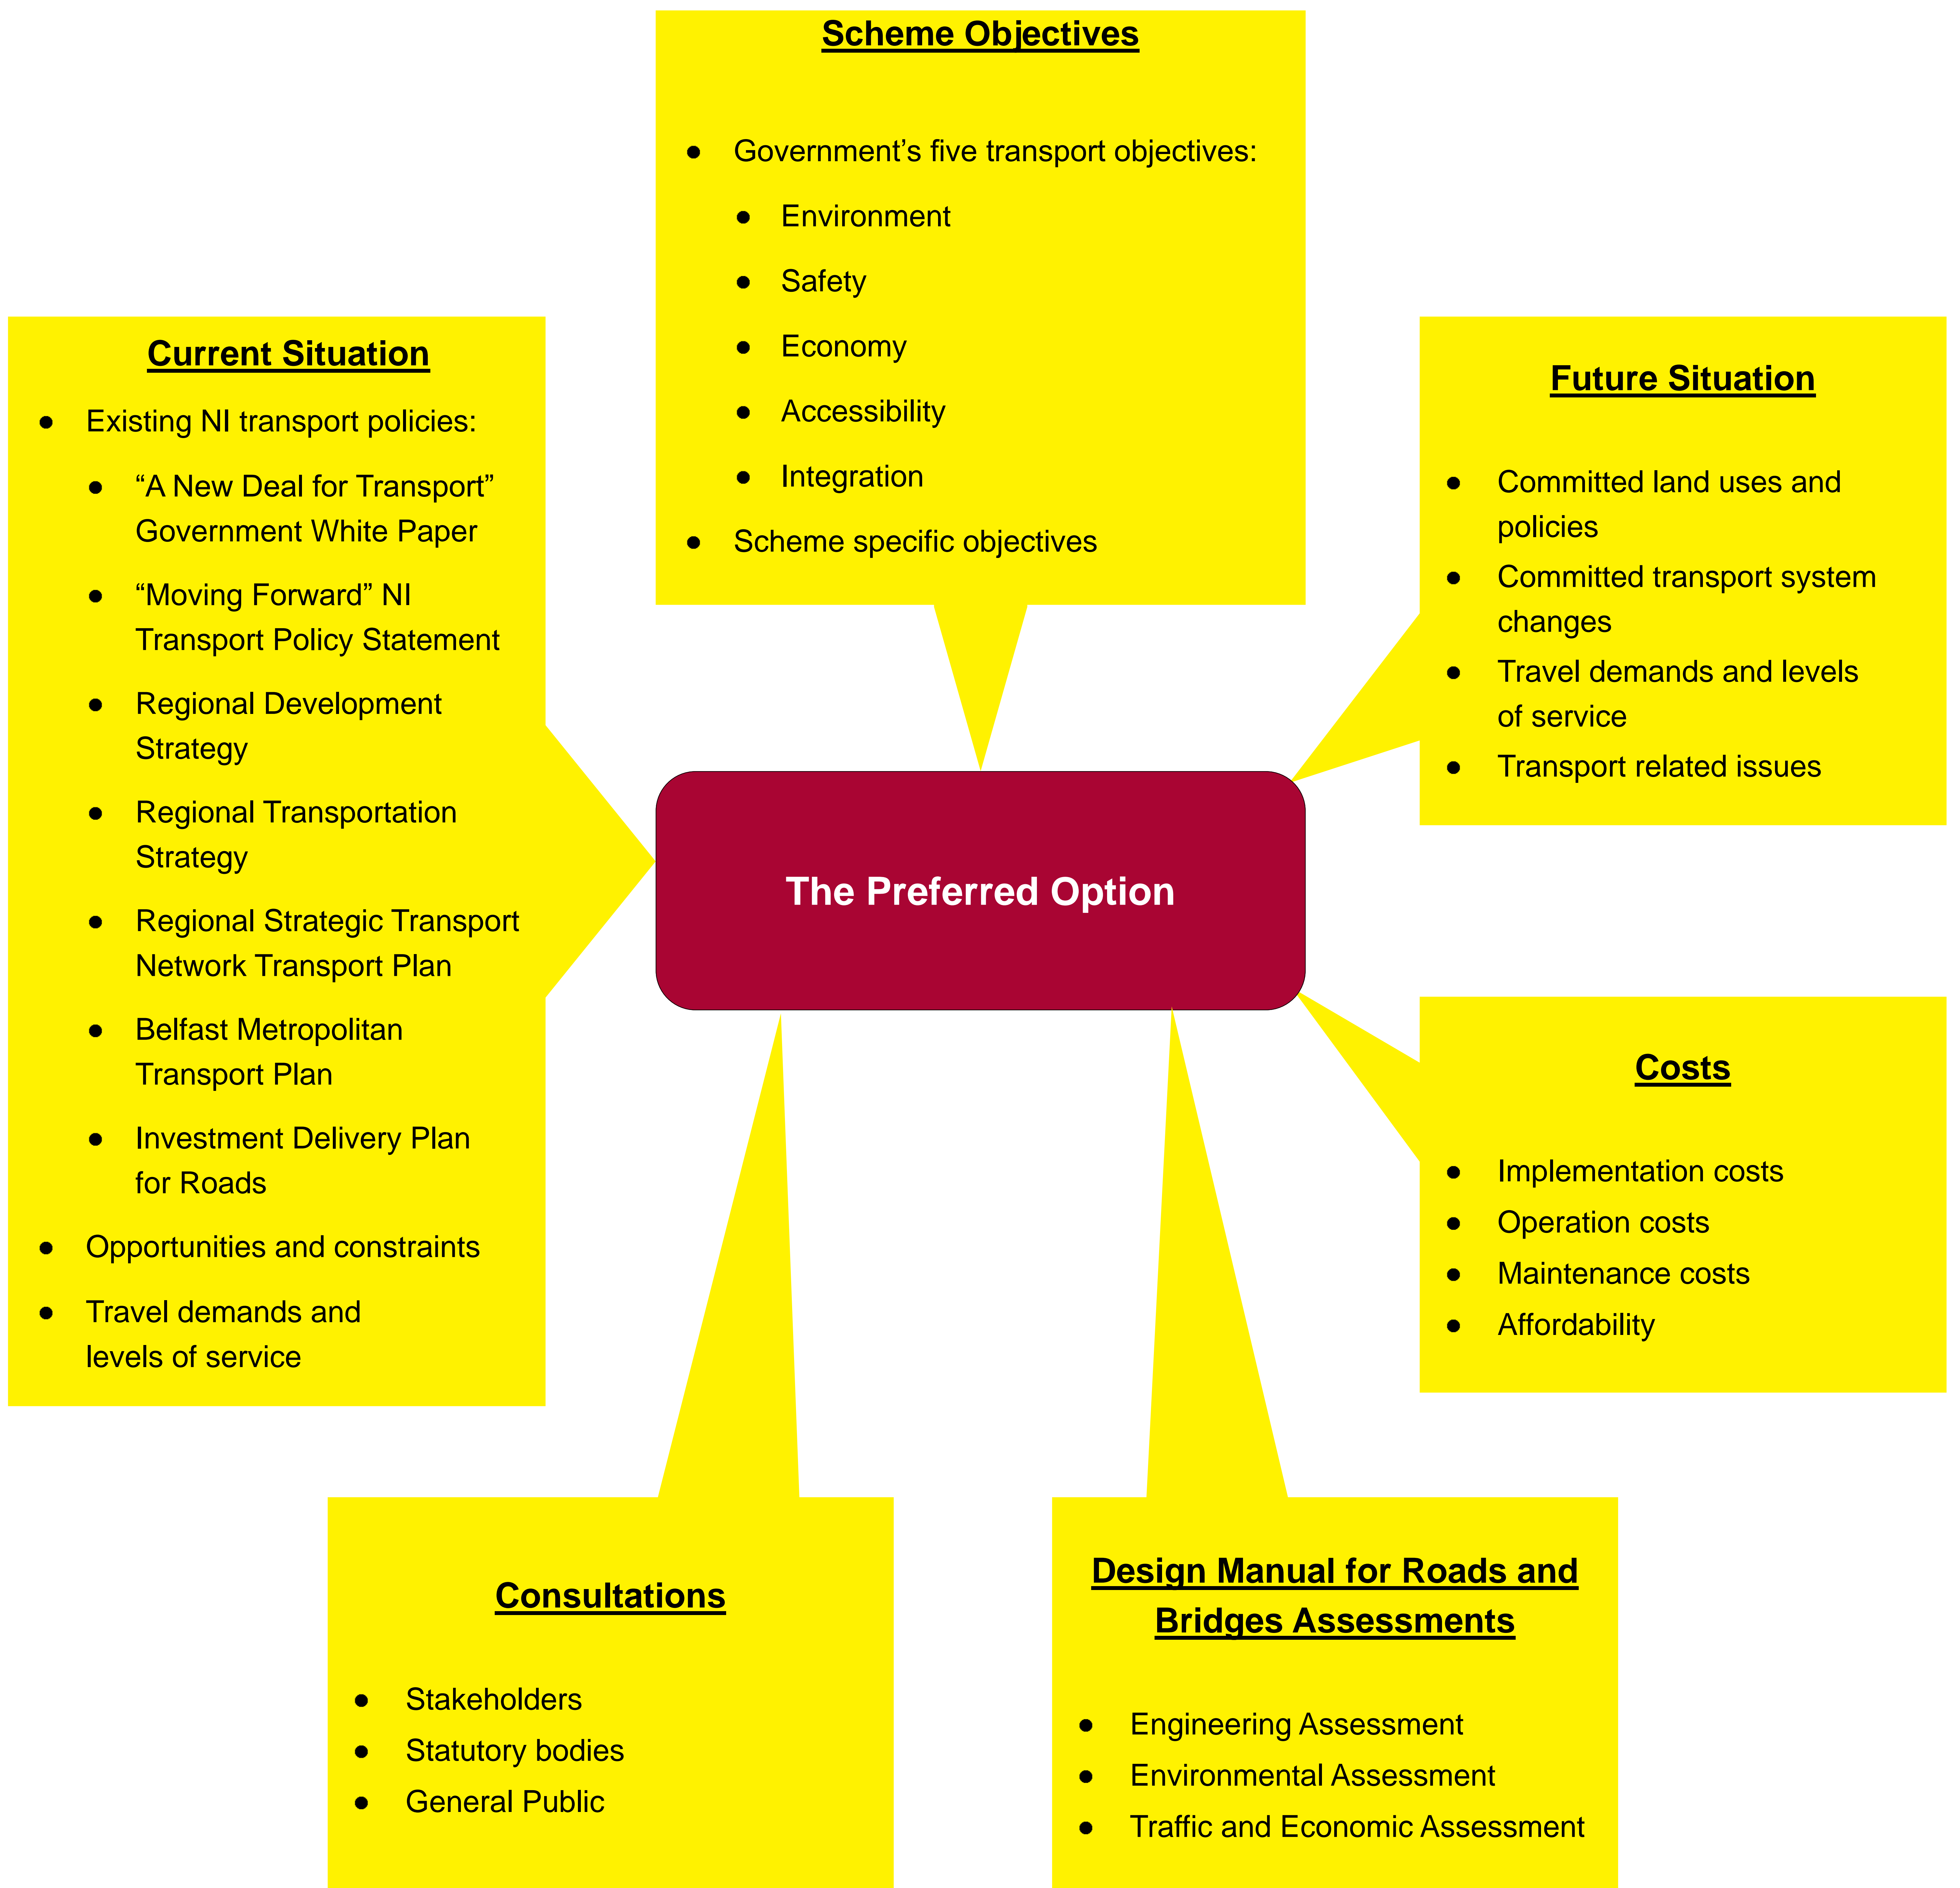 Scheme Objectives
● Government’s five transport objectives:
● Environment
● Safety
● Economy
● Accessibility
● Integration
● Scheme specific objectives
Current Situation
● Existing NI transport policies:
● “A New Deal for Transport”
Government White Paper
● “Moving Forward” NI
Transport Policy Statement
● Regional Development
Strategy
● Regional Transportation
Strategy
● Regional Strategic Transport
Network Transport Plan
● Belfast Metropolitan
Transport Plan
● Investment Delivery Plan
for Roads
● Opportunities and constraints
● Travel demands and
levels of service
Future Situation
● Committed land uses and
policies
● Committed transport system
changes
● Travel demands and levels
of service
● Transport related issues
The Preferred Option
Costs
● Implementation costs
● Operation costs
● Maintenance costs
● Affordability
Consultations
● Stakeholders
● Statutory bodies
● General Public
Design Manual for Roads and
Bridges Assessments
● Engineering Assessment
● Environmental Assessment
● Traffic and Economic Assessment